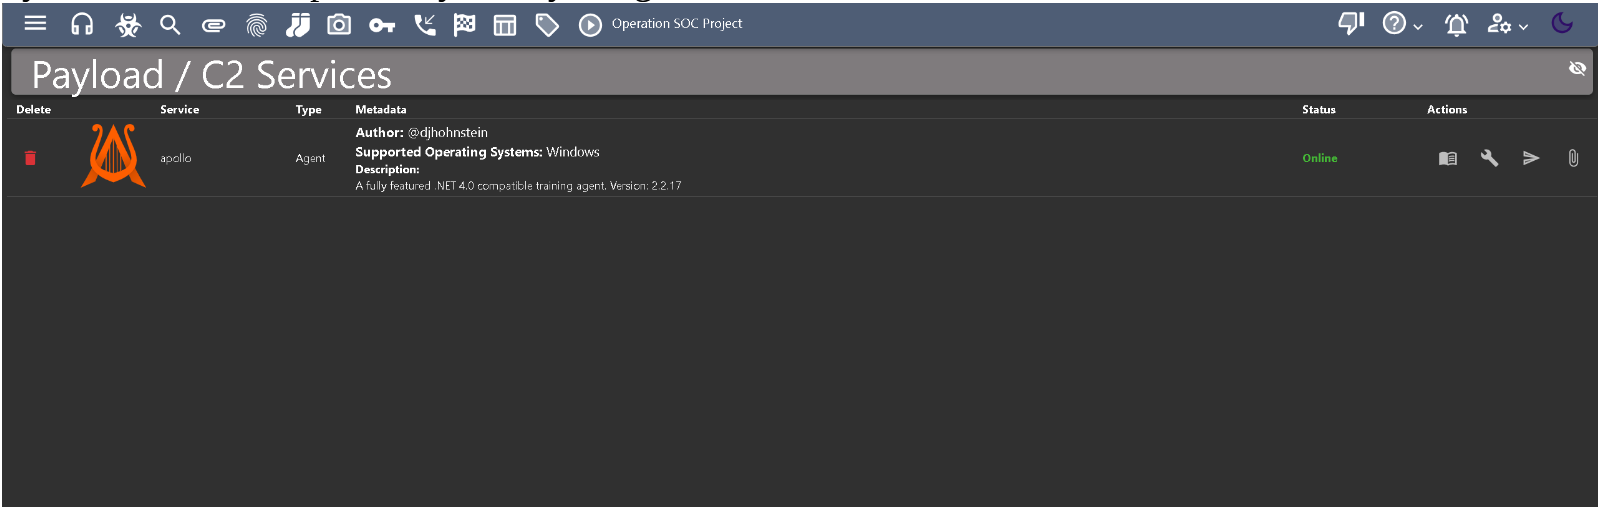 Operation SOC Project
Payload / C2 Services
Delete Service Type Metadata Status Actions
Author: @djhohnstein
Supported Operating Systems: Windows
apollo Agent Online
Description:
A fully featured .NET 4.0 compatible training agent. Version: 2.2.17